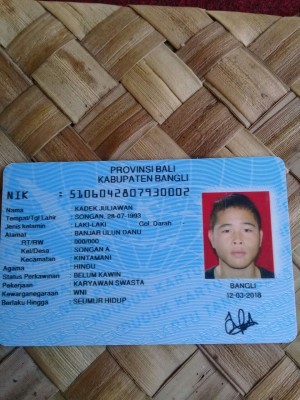 PROVINSI BALI
KABUPATEN BANGLI
NIK : 5106042807930002
Nama : KADEK JULIAWAN
Tempat/Tgl Lahir : SONGAN, 28-07-1993
Jenis kelamin : LAKI-LAKI Gol. Darah :
Alamat : BANJAR ULUN DANU
RT/RW : 000/000
Kel/Desa : SONGAN A
Kecamatan : KINTAMANI
Agama : HINDU
Status Perkawinan : BELUM KAWIN
Pekerjaan : KARYAWAN SWASTA
Kewarganegaraan : WNI
Berlaku Hingga : SEUMUR HIDUP
BANGLI
12-03-2018